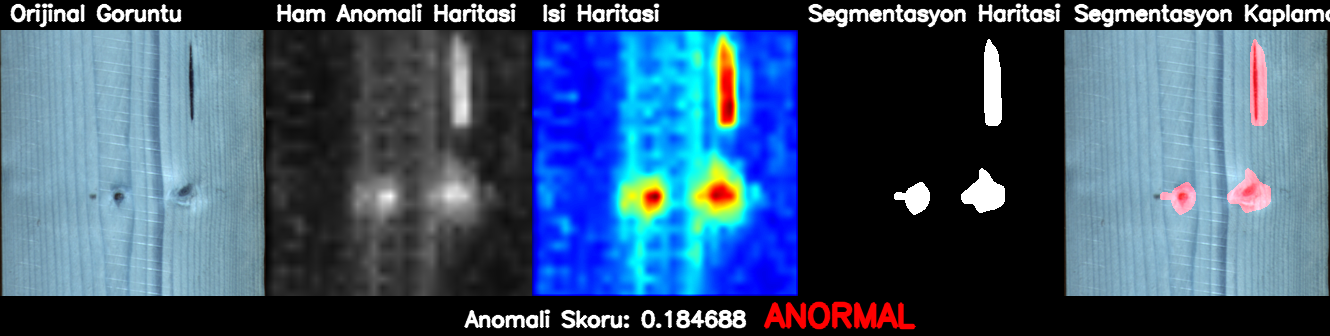 Orijinal Goruntu
Ham Anomali Haritasi
Isi Haritasi
Segmentasyon Haritasi
Segmentasyon Kaplama
Anomali Skoru: 0.184688 ANORMAL